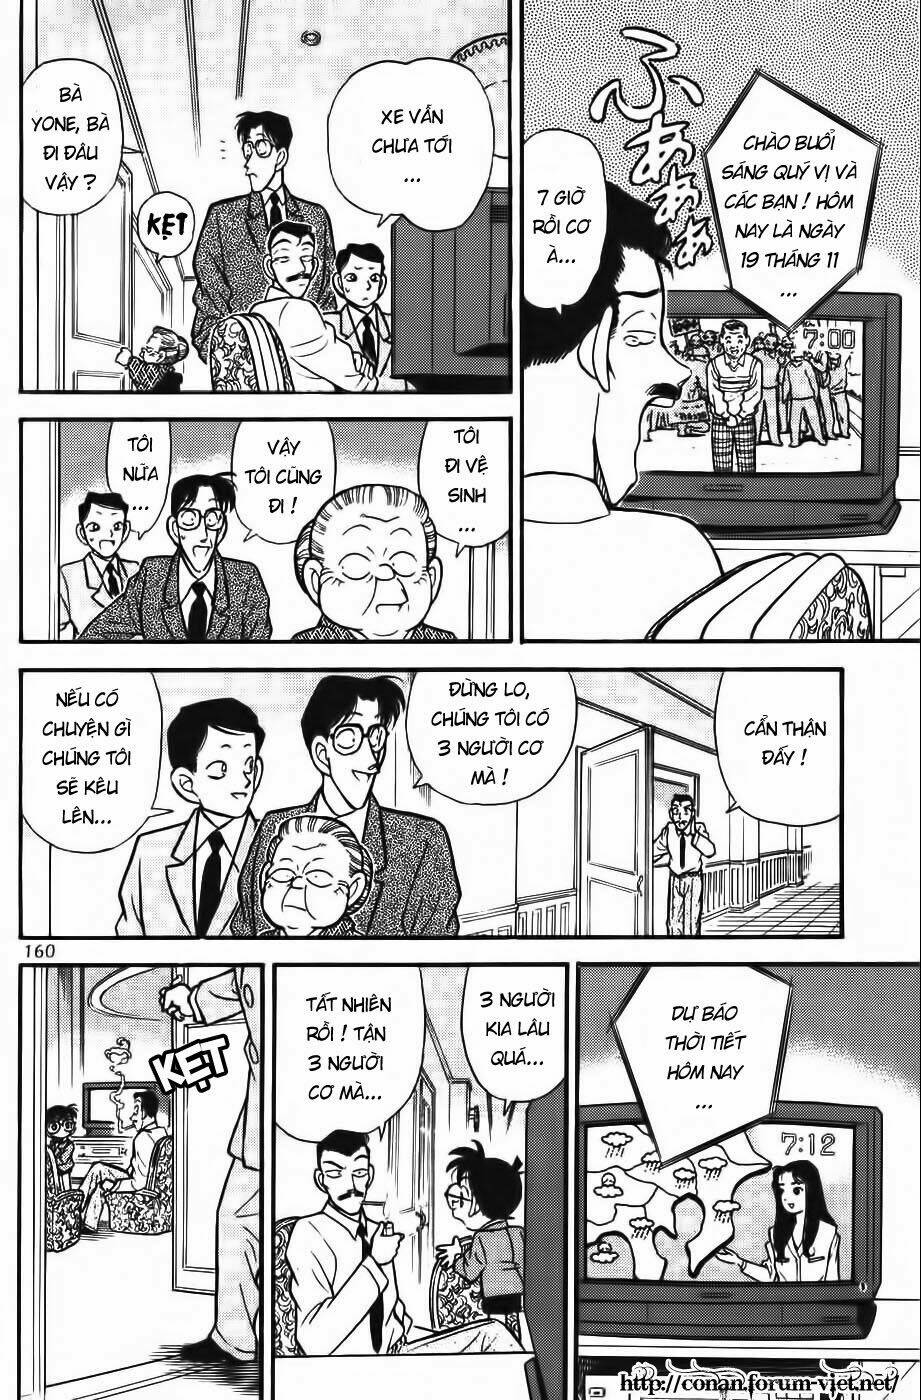 CHÀO BUỔI
SÁNG QUÝ VỊ VÀ
CÁC BẠN ! HÔM
NAY LÀ NGÀY
19 THÁNG 11
...
ふぁぁぁぁ
7 GIỜ
RỒI CƠ
À...
7:00
XE VẪN
CHƯA TỚI
...
BÀ
YONE, BÀ
ĐI ĐÂU
VẬY ?
KẸT
TÔI
ĐI VỆ
SINH
...
VẬY
TÔI CŨNG
ĐI !
TÔI
NỮA
...
CẨN THẬN
ĐẤY !
ĐỪNG LO,
CHÚNG TÔI CÓ
3 NGƯỜI CƠ
MÀ !
NẾU CÓ
CHUYỆN GÌ
CHÚNG TÔI
SẼ KÊU
LÊN...
160
DỰ BÁO
THỜI TIẾT
HÔM NAY
...
7:12
3 NGƯỜI
KIA LÂU
QUÁ...
TẤT NHIÊN
RỒI ! TẬN
3 NGƯỜI
CƠ MÀ...
KẸT
http://conan.forum-viet.net/